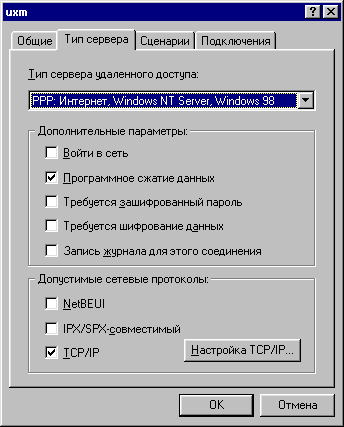 uxm
Общие Тип сервера Сценарии Подключения
Тип сервера удаленного доступа:
PPP: Интернет, Windows NT Server, Windows 98
Дополнительные параметры:
Войти в сеть
Программное сжатие данных
Требуется зашифрованный пароль
Требуется шифрование данных
Запись журнала для этого соединения
Допустимые сетевые протоколы:
NetBEUI
IPX/SPX-совместимый
TCP/IP Настройка TCP/IP...
OK Отмена